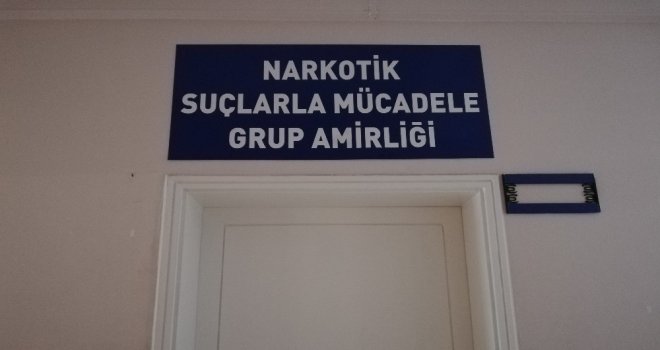 NARKOTİK
SUÇLARLA MÜCADELE
GRUP AMİRLİĞİ